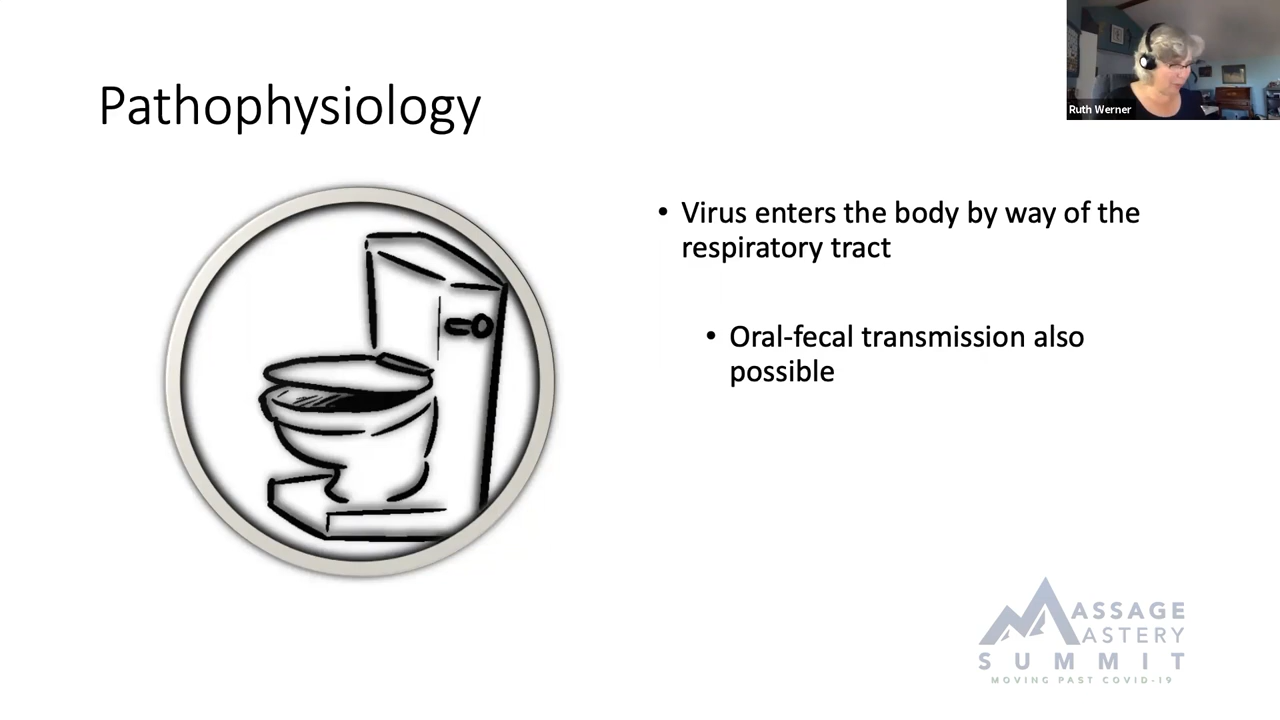 Pathophysiology
Ruth Werner
• Virus enters the body by way of the
respiratory tract
• Oral-fecal transmission also
possible
MASSAGE
MASTERY
SUMMIT
MOVING PAST COVID-19